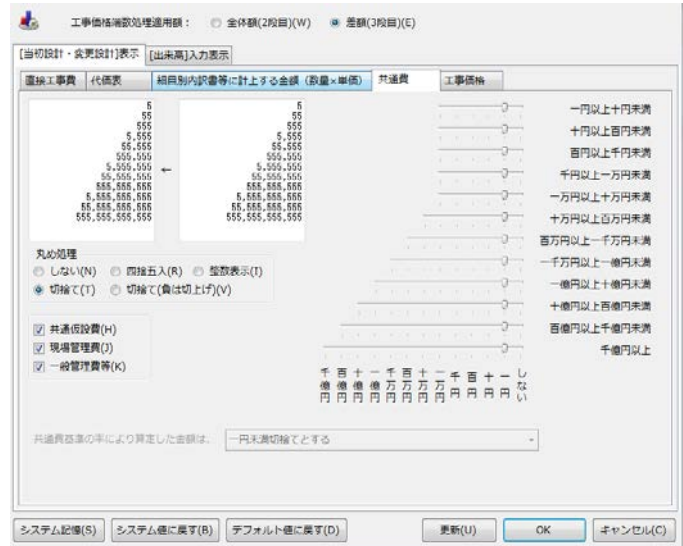 工事価格端数処理適用額： 全体額(2段目)(W) 差額(3段目)(E)
[当初設計・変更設計]表示 [出来高]入力表示
直接工事費 代価表 細目別内訳書等に計上する金額（数量×単価） 共通費 工事価格
5 5
55 55
555 555
5,555 5,555
55,555 55,555
555,555 555,555
5,555,555 ← 5,555,555
55,555,555 55,555,555
555,555,555 555,555,555
5,555,555,555 5,555,555,555
55,555,555,555 55,555,555,555
555,555,555,555 555,555,555,555
一円以上十円未満
十円以上百円未満
百円以上千円未満
千円以上一万円未満
一万円以上十万円未満
十万円以上百万円未満
百万円以上一千万円未満
一千万円以上一億円未満
一億円以上十億円未満
十億円以上百億円未満
百億円以上千億円未満
千億円以上
千億円 百億円 十億円 一億円 千万円 百万円 十万円 一万円 千円 百円 十円 一円 しない
丸め処理
しない(N) 四捨五入(R) 整数表示(I)
切捨て(T) 切捨て(負は切上げ)(V)
共通仮設費(H)
現場管理費(J)
一般管理費等(K)
共通費基準の率により算定した金額は、 一円未満切捨てとする
システム記憶(S) システム値に戻す(B) デフォルト値に戻す(D) 更新(U) OK キャンセル(C)